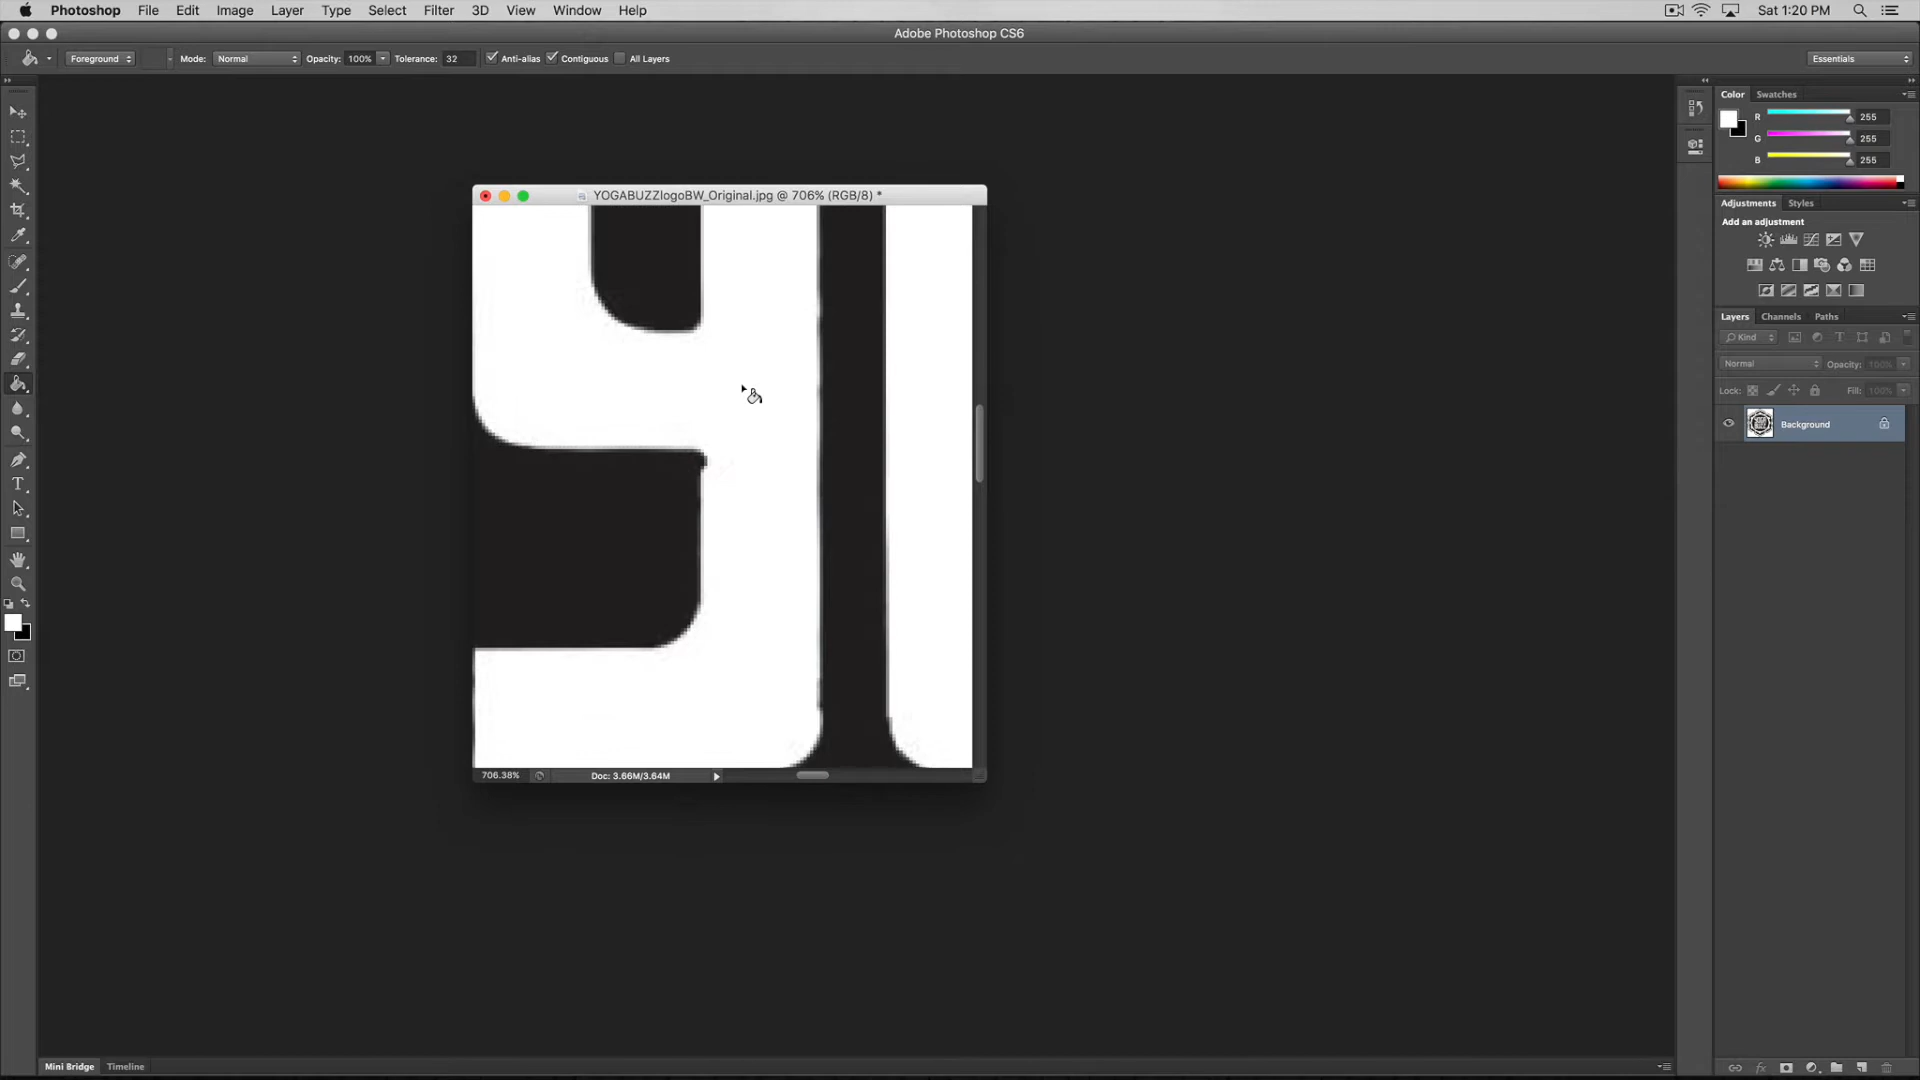 Photoshop File Edit Image Layer Type Select Filter 3D View Window Help Sat 1:20 PM
Adobe Photoshop CS6
Foreground Mode: Normal Opacity: 100% Tolerance: 32 Anti-alias Contiguous All Layers Essentials
Color Swatches
R 255
G 255
B 255
YOGABUZZlogoBW_Original.jpg @ 706% (RGB/8) *
Adjustments Styles
Add an adjustment
Layers Channels Paths
Kind
Normal Opacity: 100%
Lock: Fill: 100%
Background
706.38% Doc: 3.66M/3.64M
Mini Bridge Timeline